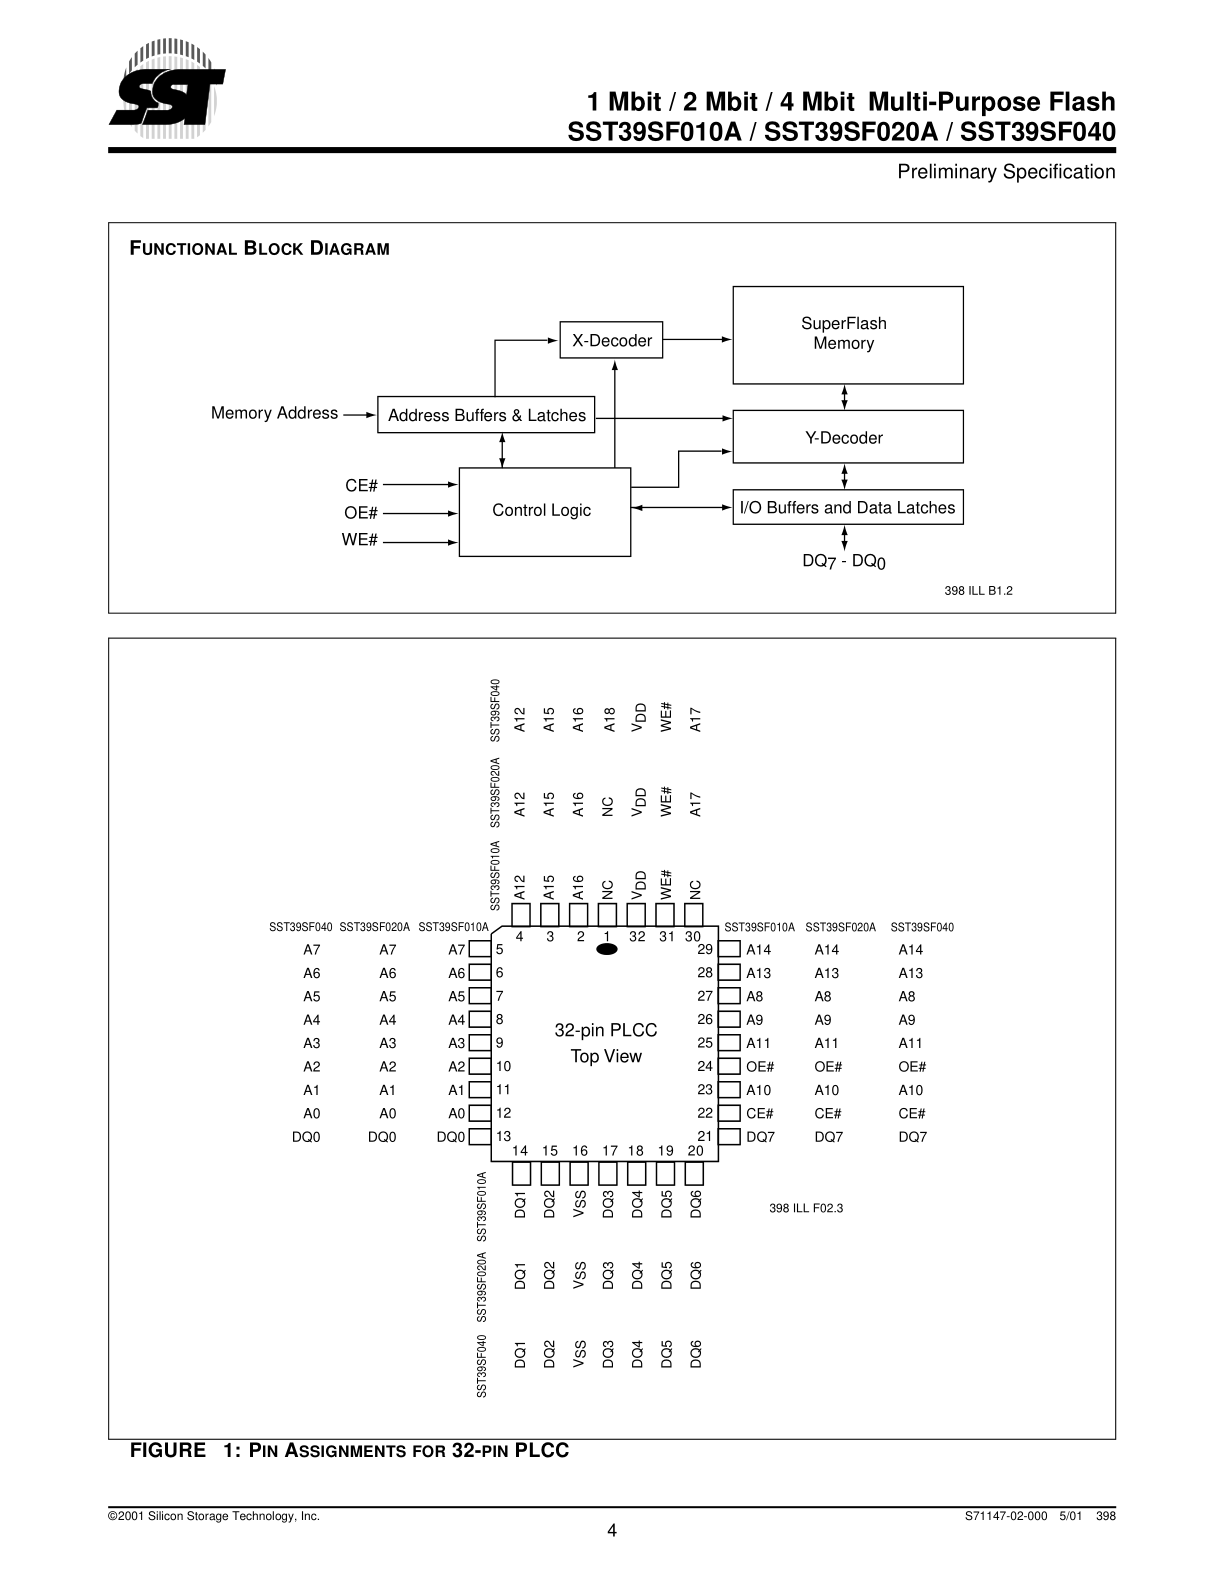 SST
1 Mbit / 2 Mbit / 4 Mbit Multi-Purpose Flash
SST39SF010A / SST39SF020A / SST39SF040
Preliminary Specification
FUNCTIONAL BLOCK DIAGRAM
SuperFlash
Memory
X-Decoder
Memory Address
Address Buffers & Latches
Y-Decoder
CE#
OE#
WE#
Control Logic
I/O Buffers and Data Latches
DQ7 - DQ0
398 ILL B1.2
SST39SF040 A12 A15 A16 A18 VDD WE# A17
SST39SF020A A12 A15 A16 NC VDD WE# A17
SST39SF010A A12 A15 A16 NC VDD WE# NC
SST39SF040 SST39SF020A SST39SF010A 4 3 2 1 32 31 30 SST39SF010A SST39SF020A SST39SF040
A7 A7 A7 5 29 A14 A14 A14
A6 A6 A6 6 28 A13 A13 A13
A5 A5 A5 7 27 A8 A8 A8
A4 A4 A4 8 26 A9 A9 A9
32-pin PLCC
Top View
A3 A3 A3 9 25 A11 A11 A11
A2 A2 A2 10 24 OE# OE# OE#
A1 A1 A1 11 23 A10 A10 A10
A0 A0 A0 12 22 CE# CE# CE#
DQ0 DQ0 DQ0 13 21 DQ7 DQ7 DQ7
14 15 16 17 18 19 20
SST39SF010A DQ1 DQ2 VSS DQ3 DQ4 DQ5 DQ6
398 ILL F02.3
SST39SF020A DQ1 DQ2 VSS DQ3 DQ4 DQ5 DQ6
SST39SF040 DQ1 DQ2 VSS DQ3 DQ4 DQ5 DQ6
FIGURE 1: PIN ASSIGNMENTS FOR 32-PIN PLCC
©2001 Silicon Storage Technology, Inc.
S71147-02-000 5/01 398
4